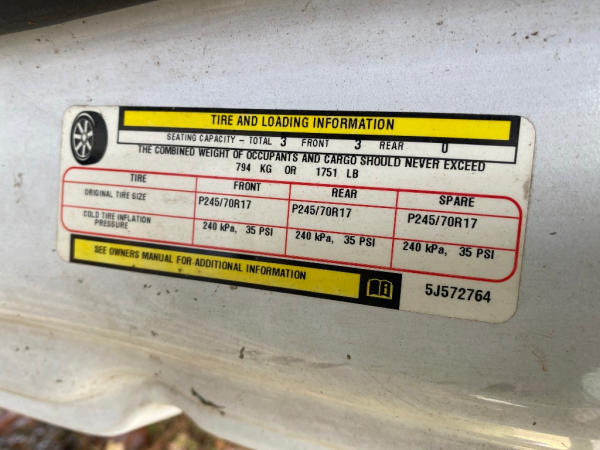 TIRE AND LOADING INFORMATION
SEATING CAPACITY – TOTAL 3 FRONT 3 REAR 0
THE COMBINED WEIGHT OF OCCUPANTS AND CARGO SHOULD NEVER EXCEED
794 KG OR 1751 LB
TIRE FRONT REAR SPARE
ORIGINAL TIRE SIZE P245/70R17 P245/70R17 P245/70R17
COLD TIRE INFLATION
PRESSURE 240 kPa, 35 PSI 240 kPa, 35 PSI 240 kPa, 35 PSI
SEE OWNERS MANUAL FOR ADDITIONAL INFORMATION
5J572764